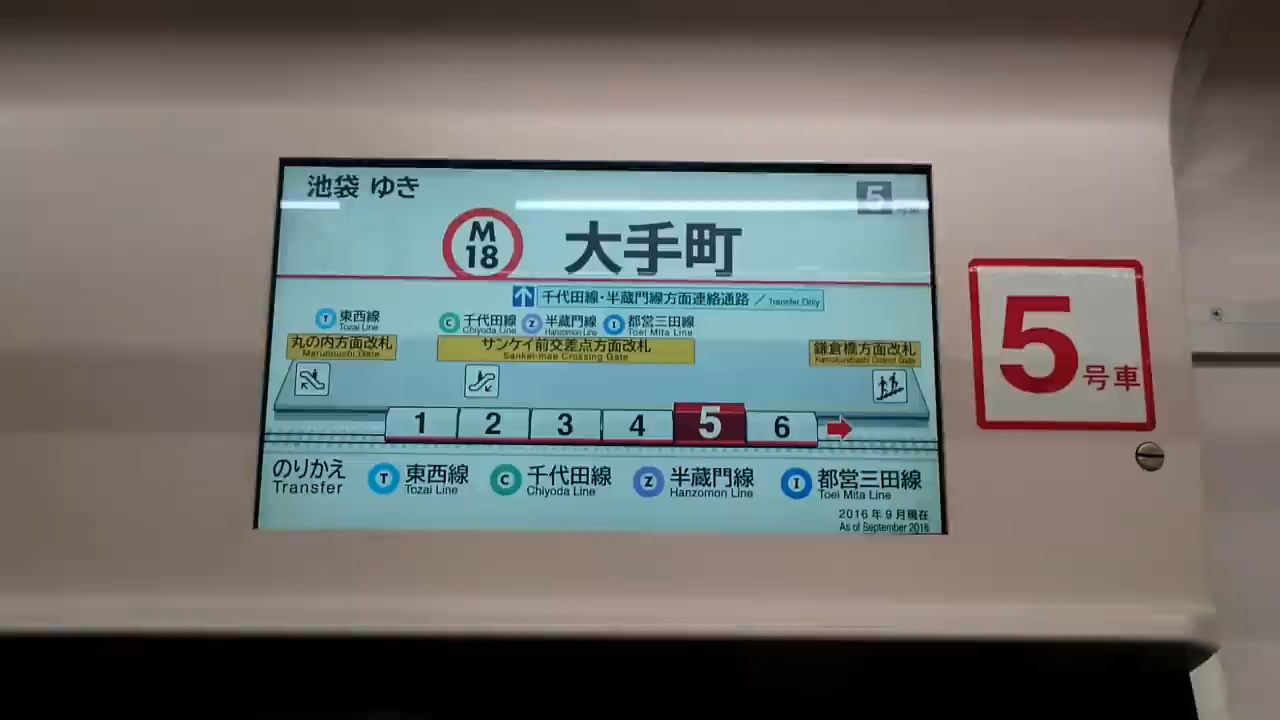 池袋 ゆき
5
M
18
大手町
千代田線・半蔵門線方面連絡通路 / Transfer Only
T 東西線
Tozai Line
C 千代田線
Chiyoda Line
Z 半蔵門線
Hanzomon Line
I 都営三田線
Toei Mita Line
丸の内方面改札
Marunouchi Gate
サンケイ前交差点方面改札
Sankei-mae Crossing Gate
鎌倉橋方面改札
1 2 3 4 5 6
のりかえ
Transfer
T 東西線
Tozai Line
C 千代田線
Chiyoda Line
Z 半蔵門線
Hanzomon Line
I 都営三田線
Toei Mita Line
2016年9月現在
As of September 2016
5号車